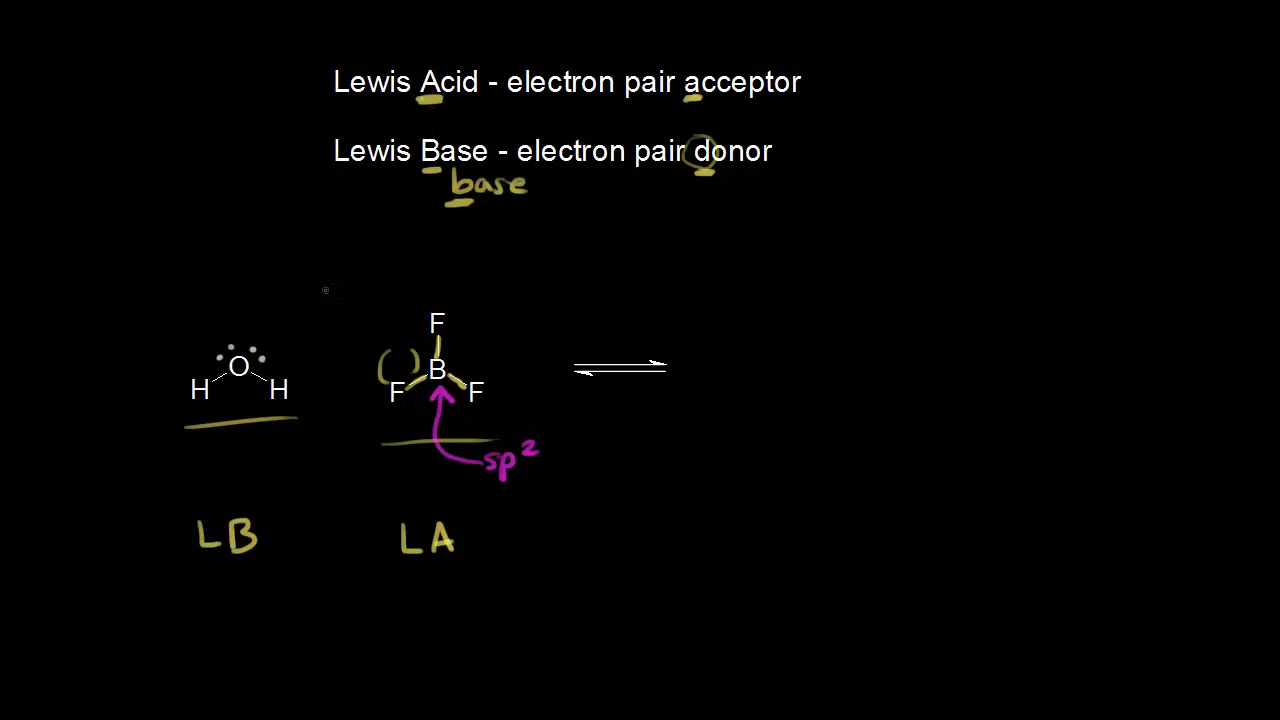 Lewis Acid - electron pair acceptor
Lewis Base - electron pair donor
base
F
H O H
( ) B
F F
sp²
LB LA